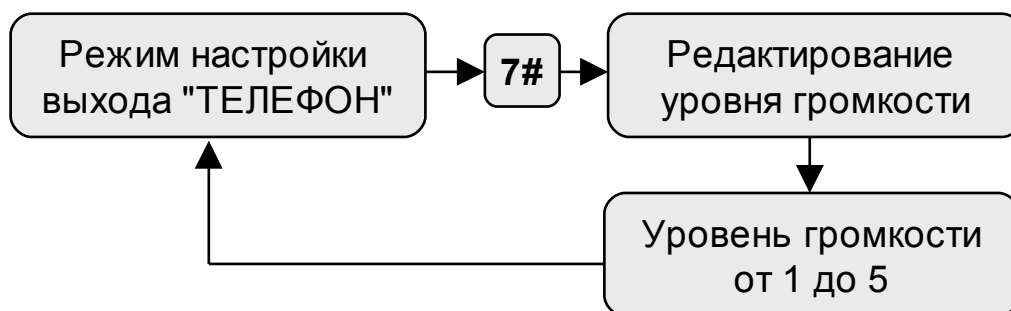 Режим настройки
выхода "ТЕЛЕФОН"
7#
Редактирование
уровня громкости
Уровень громкости
от 1 до 5